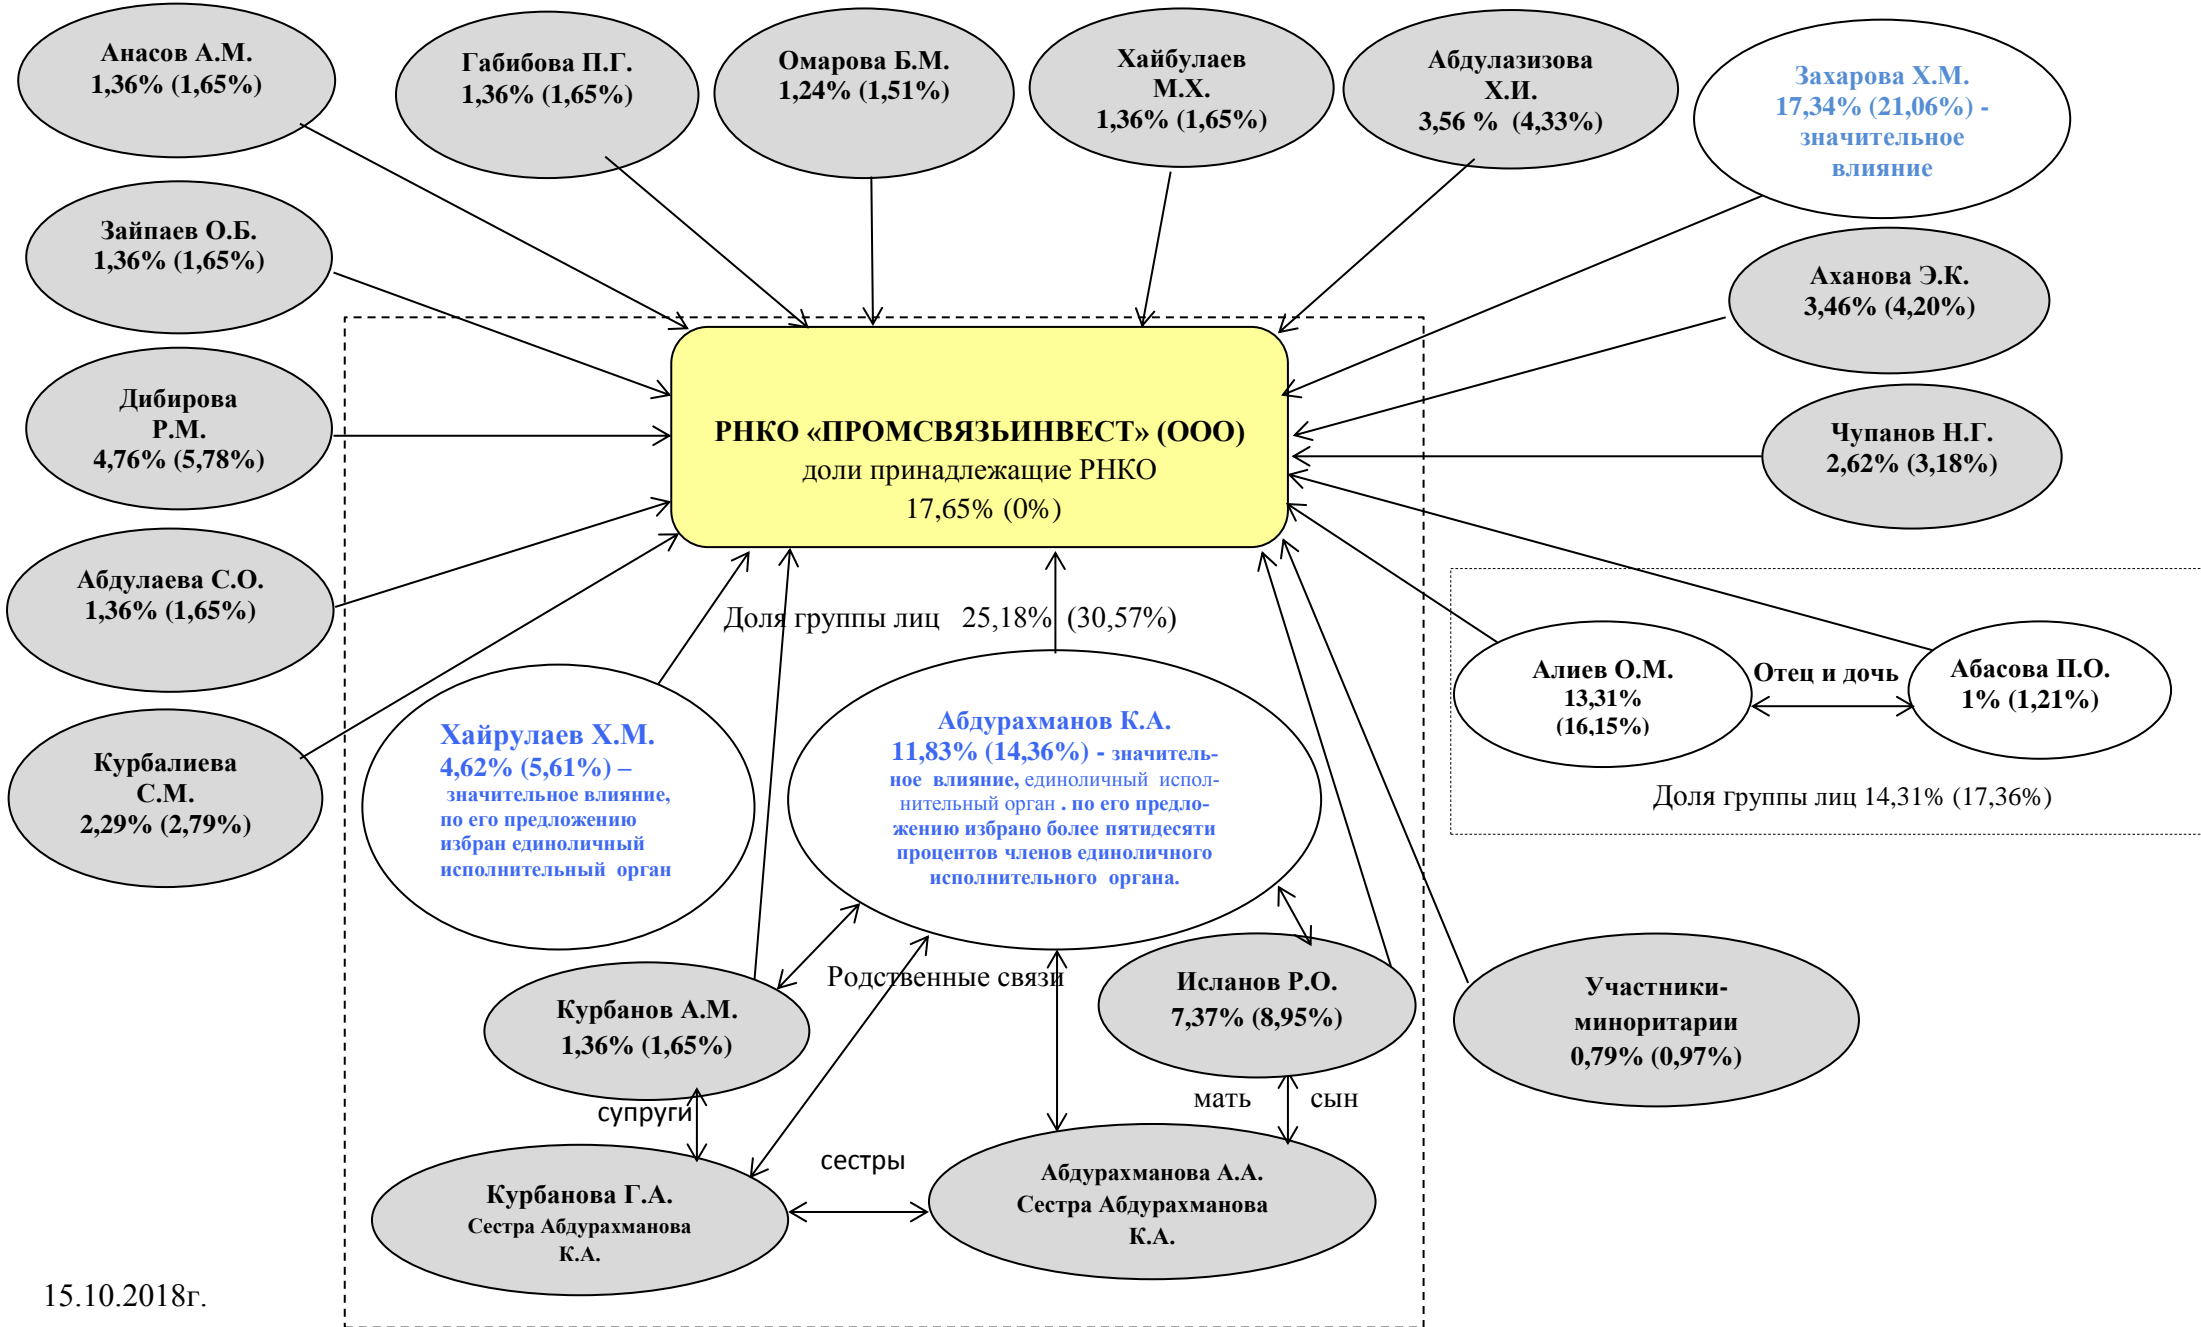 Анасов А.М.
1,36% (1,65%)
Габибова П.Г.
1,36% (1,65%)
Омарова Б.М.
1,24% (1,51%)
Хайбулаев
М.Х.
1,36% (1,65%)
Абдулазизова
Х.И.
3,56 % (4,33%)
Захарова Х.М.
17,34% (21,06%) -
значительное
влияние
Зайпаев О.Б.
1,36% (1,65%)
Аханова Э.К.
3,46% (4,20%)
Дибирова
Р.М.
4,76% (5,78%)
РНКО «ПРОМСВЯЗЬИНВЕСТ» (ООО)
доли принадлежащие РНКО
17,65% (0%)
Чупанов Н.Г.
2,62% (3,18%)
Абдулаева С.О.
1,36% (1,65%)
Доля группы лиц 25,18% (30,57%)
Алиев О.М.
13,31%
(16,15%)
Отец и дочь
Абасова П.О.
1% (1,21%)
Доля группы лиц 14,31% (17,36%)
Курбалиева
С.М.
2,29% (2,79%)
Хайрулаев Х.М.
4,62% (5,61%) –
значительное влияние,
по его предложению
избран единоличный
исполнительный орган
Абдурахманов К.А.
11,83% (14,36%) - значитель-
ное влияние, единоличный испол-
нительный орган . по его предло-
жению избрано более пятидесяти
процентов членов единоличного
исполнительного органа.
Родственные связи
Курбанов А.М.
1,36% (1,65%)
Исланов Р.О.
7,37% (8,95%)
Участники-
миноритарии
0,79% (0,97%)
супруги
мать сын
сестры
Курбанова Г.А.
Сестра Абдурахманова
К.А.
Абдурахманова А.А.
Сестра Абдурахманова
К.А.
15.10.2018г.